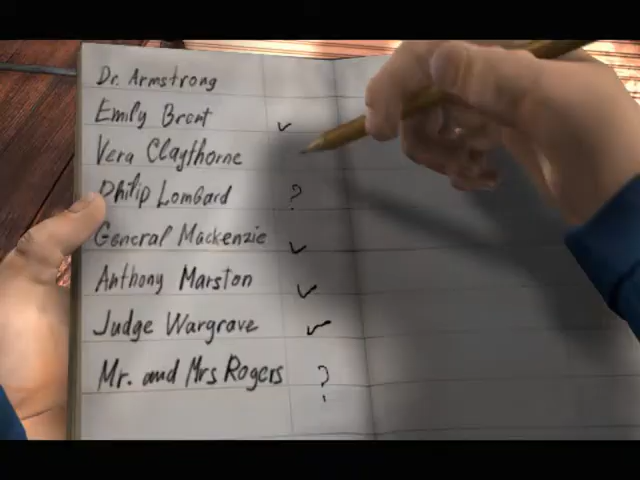 Dr. Armstrong
Emily Brent ✓
Vera Claythorne
Philip Lombard ?
General Mackenzie ✓
Anthony Marston ✓
Judge Wargrave ✓
Mr. and Mrs Rogers ?